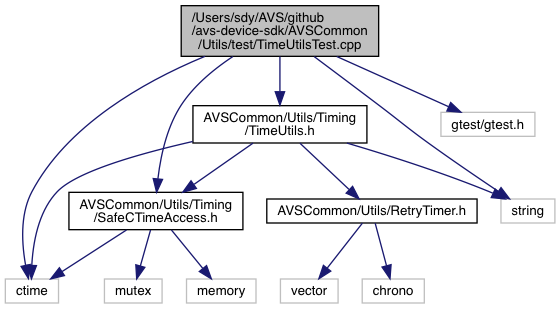 /Users/sdy/AVS/github
/avs-device-sdk/AVSCommon
/Utils/test/TimeUtilsTest.cpp
AVSCommon/Utils/Timing
/TimeUtils.h
gtest/gtest.h
AVSCommon/Utils/Timing
/SafeCTimeAccess.h
AVSCommon/Utils/RetryTimer.h
string
ctime
mutex
memory
vector
chrono